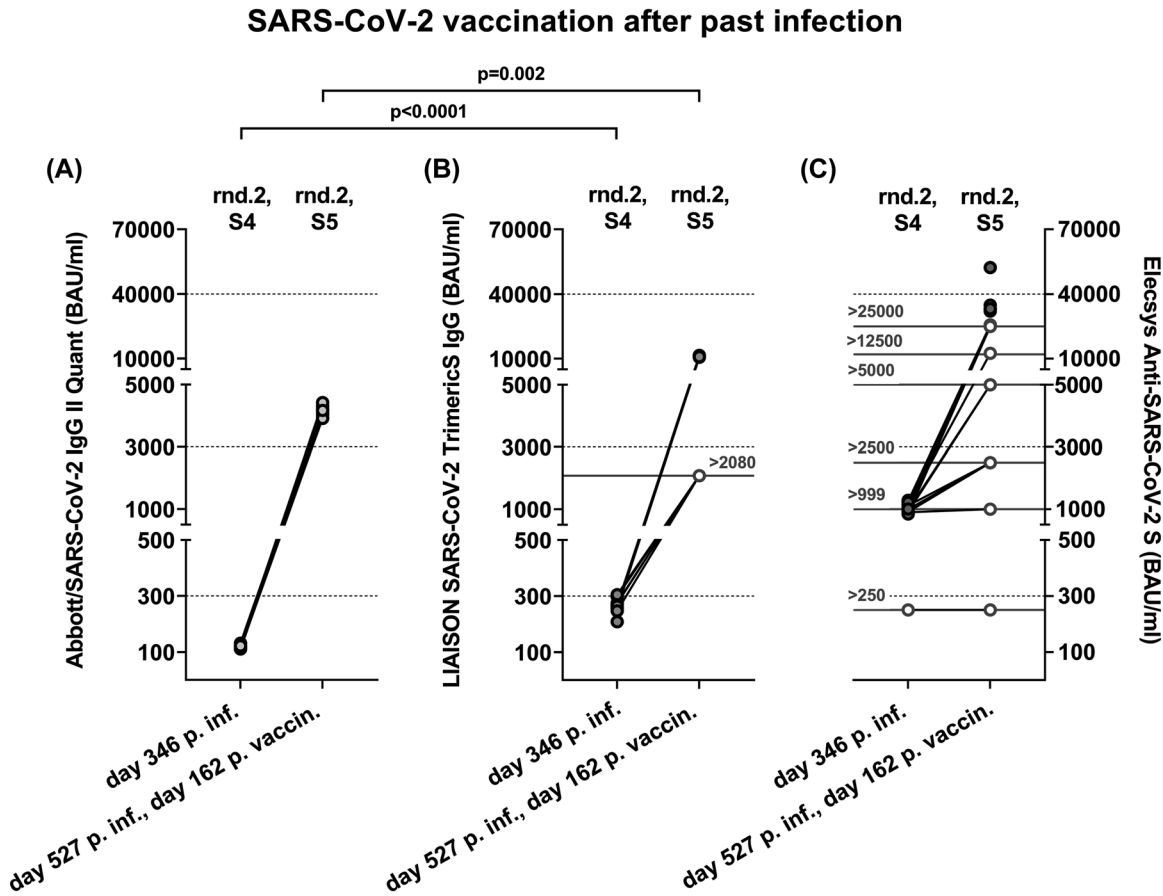 SARS-CoV-2 vaccination after past infection
p=0.002
p<0.0001
(A)
rnd.2,
S4
rnd.2,
S5
Abbott/SARS-CoV-2 IgG II Quant (BAU/ml)
70000
40000
10000
5000
3000
1000
500
300
100
day 346 p. inf.
day 527 p. inf., day 162 p. vaccin.
(B)
rnd.2,
S4
rnd.2,
S5
LIAISON SARS-CoV-2 TrimericS IgG (BAU/ml)
70000
40000
10000
5000
3000
1000
500
300
100
>2080
day 346 p. inf.
day 527 p. inf., day 162 p. vaccin.
(C)
rnd.2,
S4
rnd.2,
S5
>25000
>12500
>5000
>2500
>999
>250
70000
40000
10000
5000
3000
1000
500
300
100
Elecsys Anti-SARS-CoV-2 S (BAU/ml)
day 346 p. inf.
day 527 p. inf., day 162 p. vaccin.